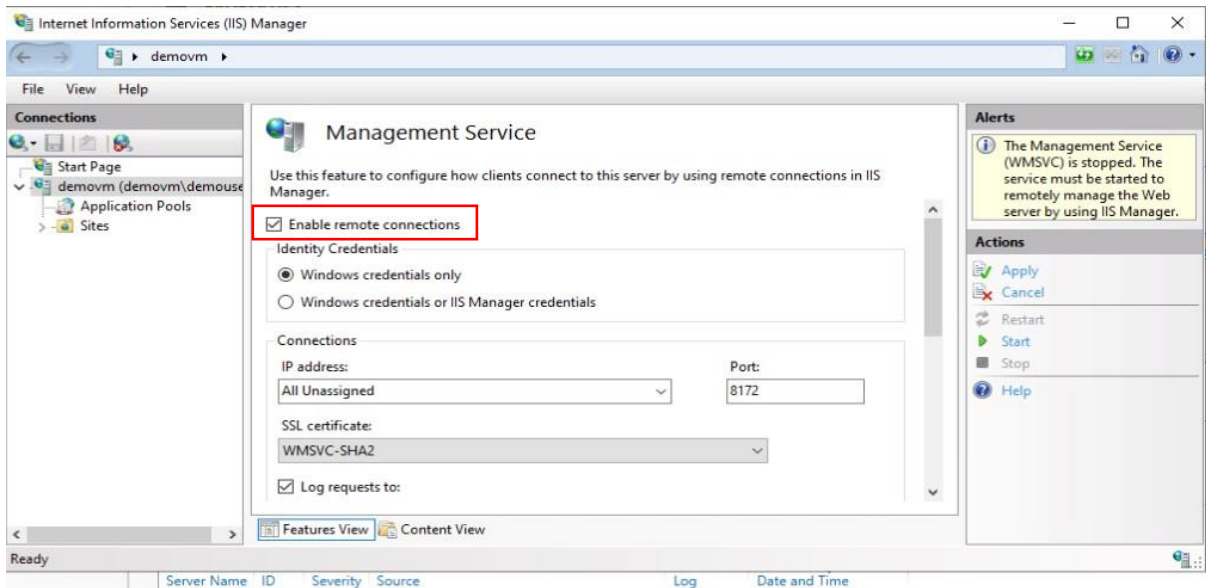 Internet Information Services (IIS) Manager
demovm
File View Help
Connections
Start Page
demovm (demovm\demouse
Application Pools
Sites
Management Service
Use this feature to configure how clients connect to this server by using remote connections in IIS
Manager.
Enable remote connections
Identity Credentials
Windows credentials only
Windows credentials or IIS Manager credentials
Connections
IP address:
Port:
All Unassigned
8172
SSL certificate:
WMSVC-SHA2
Log requests to:
Features View
Content View
Alerts
The Management Service
(WMSVC) is stopped. The
service must be started to
remotely manage the Web
server by using IIS Manager.
Actions
Apply
Cancel
Restart
Start
Stop
Help
Ready
Server Name ID Severity Source Log Date and Time